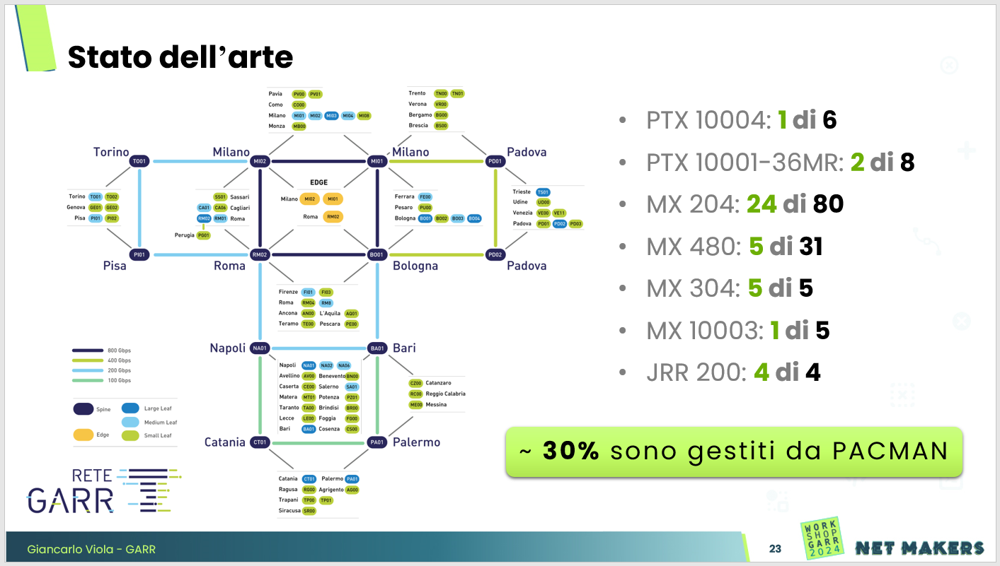 Stato dell’arte
Pavia PV00 PV01
Como CO00
Milano MI01 MI02 MI03 MI04 MI08
Monza MB00
Trento TN00 TN01
Verona VR00
Bergamo BG00
Brescia BS00
Torino Milano Milano Padova
TO01 MI02 MI01 PD01
EDGE
Milano MI02 MI01
Roma RM02
Torino TO01 TO02
Genova GE01 GE02
Pisa PI01 PI02
SS01 Sassari
CA01 CA06 Cagliari
RM02 RM01 Roma
Perugia PG01
Ferrara FE00
Pesaro PU00
Bologna BO01 BO02 BO03 BO04
Trieste TS01
Udine UD00
Venezia VE00 VE11
Padova PD01 PD02 PD03
PI01 RM02 BO01 PD02
Pisa Roma Bologna Padova
Firenze FI01 FI03
Roma RM04 RM8
Ancona AN00 L'Aquila AQ01
Teramo TE00 Pescara PE00
Napoli NA01 BA01 Bari
Napoli NA01 NA02 NA06
Avellino AV00 Benevento BN00
Caserta CE00 Salerno SA01
Matera MT01 Potenza PZ01
Taranto TA00 Brindisi BR00
Lecce LE00 Foggia FG00
Bari BA01 Cosenza CS00
CZ00 Catanzaro
RC00 Reggio Calabria
ME00 Messina
Catania CT01 PA01 Palermo
Catania CT01 Palermo PA01
Ragusa RG00 Agrigento AG00
Trapani TP00 TP01
Siracusa SR00
800 Gbps
400 Gbps
200 Gbps
100 Gbps
Spine Large Leaf
Medium Leaf
Edge Small Leaf
RETE
GARR
• PTX 10004: 1 di 6
• PTX 10001-36MR: 2 di 8
• MX 204: 24 di 80
• MX 480: 5 di 31
• MX 304: 5 di 5
• MX 10003: 1 di 5
• JRR 200: 4 di 4
~ 30% sono gestiti da PACMAN
Giancarlo Viola - GARR
23
WORK
SHOP
GARR
2024
NET MAKERS